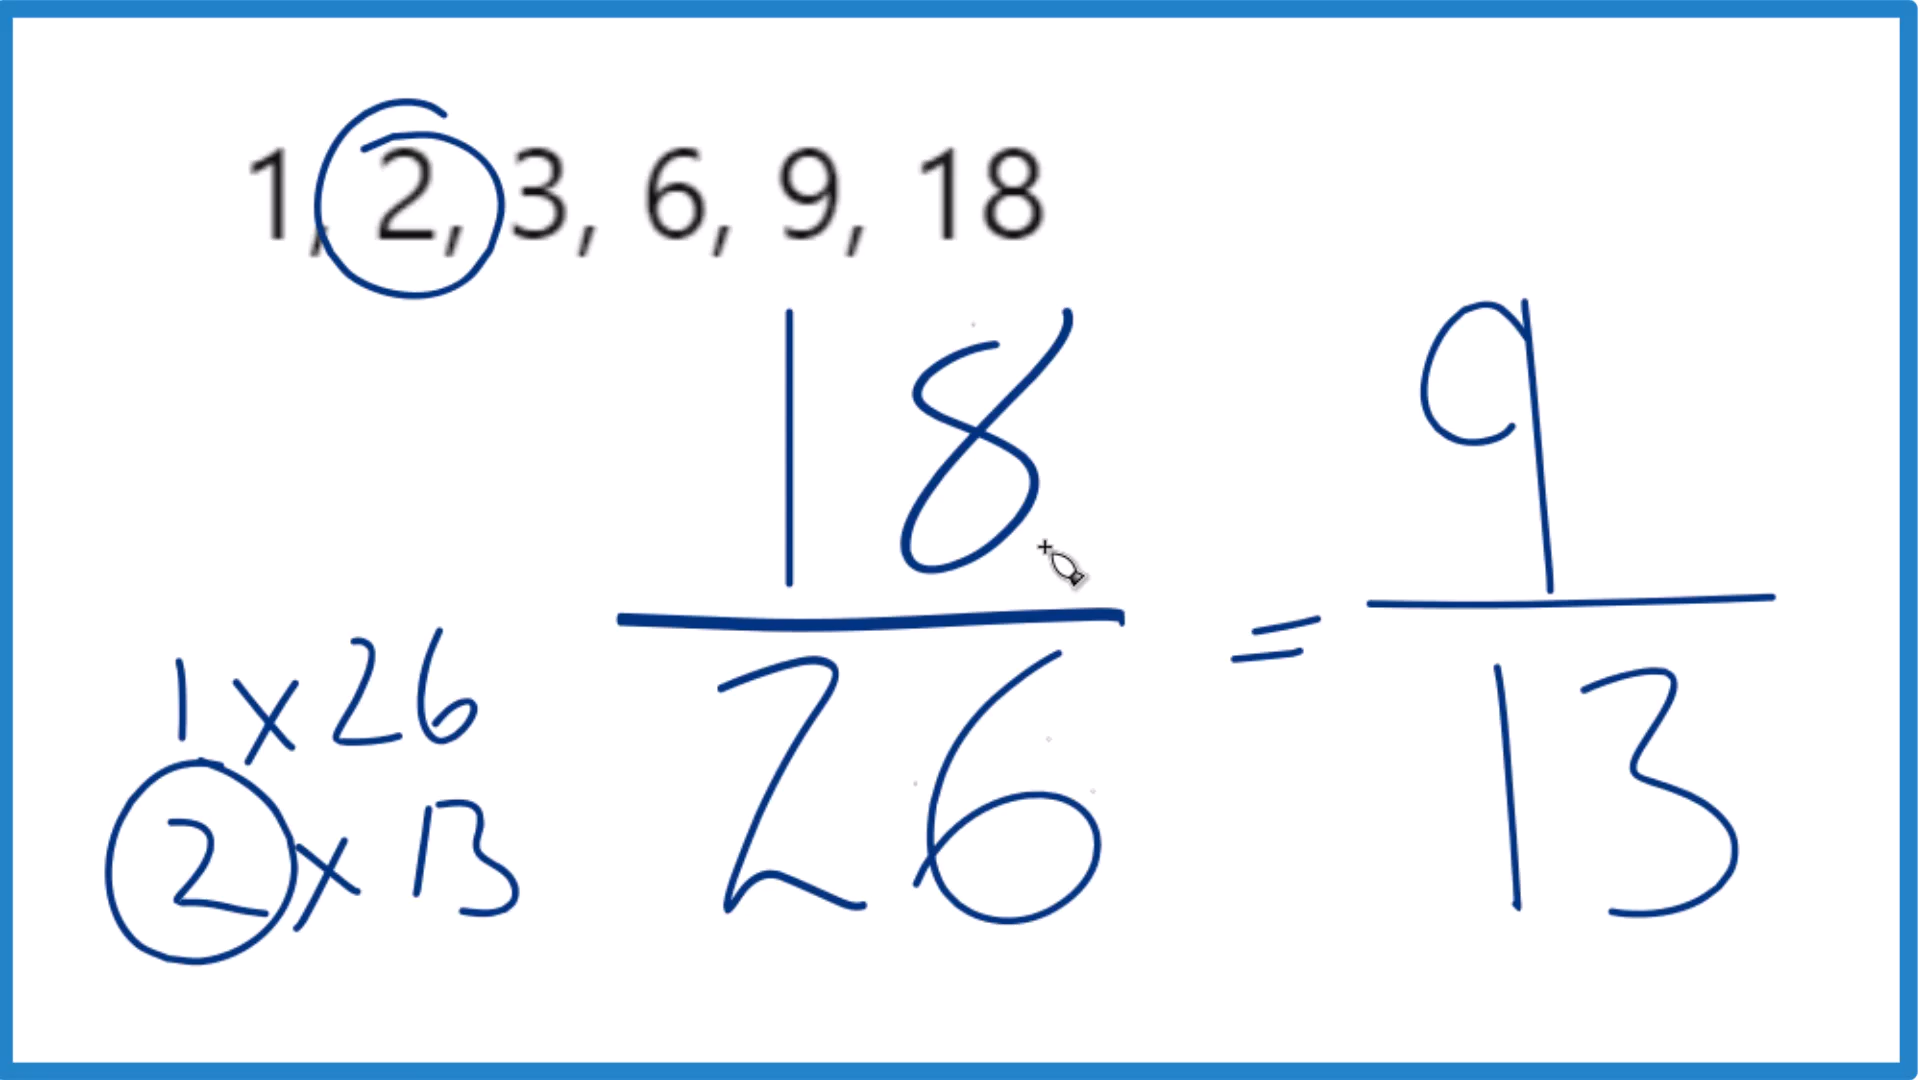 1, 2, 3, 6, 9, 18
18
26
=
9
13
1 x 26
2 x 13